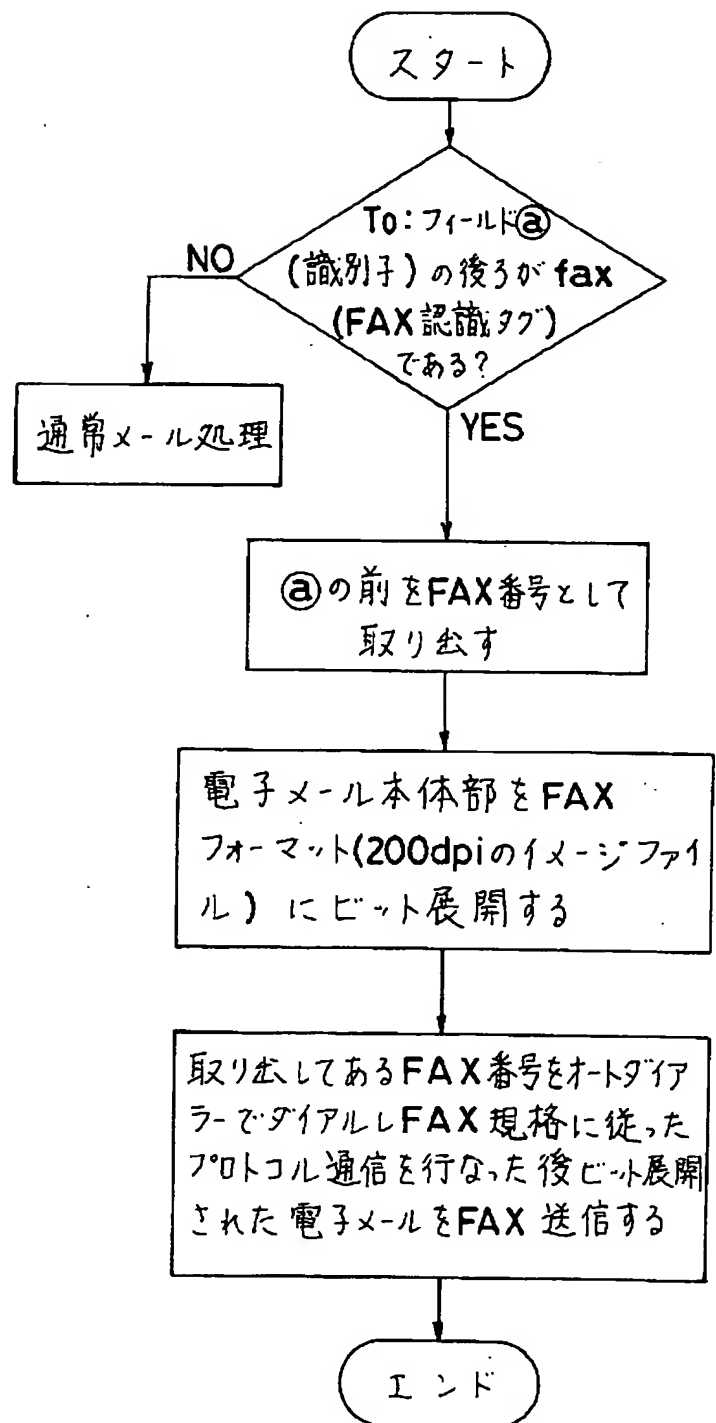 スタート
To:フィールドⓐ
(識別子)の後ろがfax
(FAX認識タグ)
である?
NO
YES
通常メール処理
ⓐの前をFAX番号として
取り出す
電子メール本体部をFAX
フォーマット(200dpiのイメージファイ
ル)にビット展開する
取り出してあるFAX番号をオートダイア
ラーでダイアルしFAX規格に従った
プロトコル通信を行なった後ビット展開
された電子メールをFAX送信する
エンド